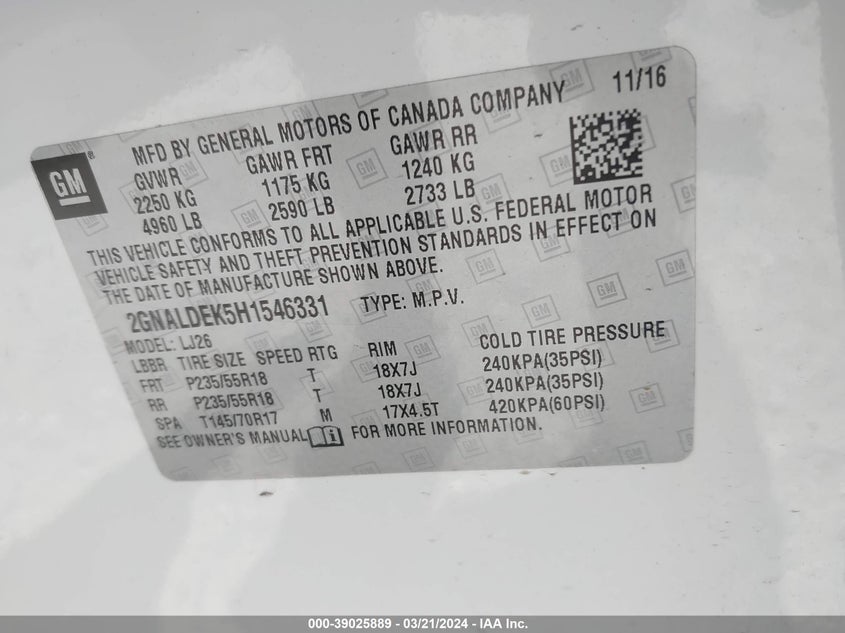 MFD BY GENERAL MOTORS OF CANADA COMPANY 11/16
GM ®
GVWR GAWR FRT GAWR RR
2250 KG 1175 KG 1240 KG
4960 LB 2590 LB 2733 LB
THIS VEHICLE CONFORMS TO ALL APPLICABLE U.S. FEDERAL MOTOR
VEHICLE SAFETY AND THEFT PREVENTION STANDARDS IN EFFECT ON
THE DATE OF MANUFACTURE SHOWN ABOVE.
2GNALDEK5H1546331 TYPE: M.P.V.
MODEL: LJ26
LBBR TIRE SIZE SPEED RTG RIM COLD TIRE PRESSURE
FRT P235/55R18 T 18X7J 240KPA(35PSI)
RR P235/55R18 T 18X7J 240KPA(35PSI)
SPA T145/70R17 M 17X4.5T 420KPA(60PSI)
SEE OWNER'S MANUAL FOR MORE INFORMATION.
000-39025889 - 03/21/2024 - IAA Inc.